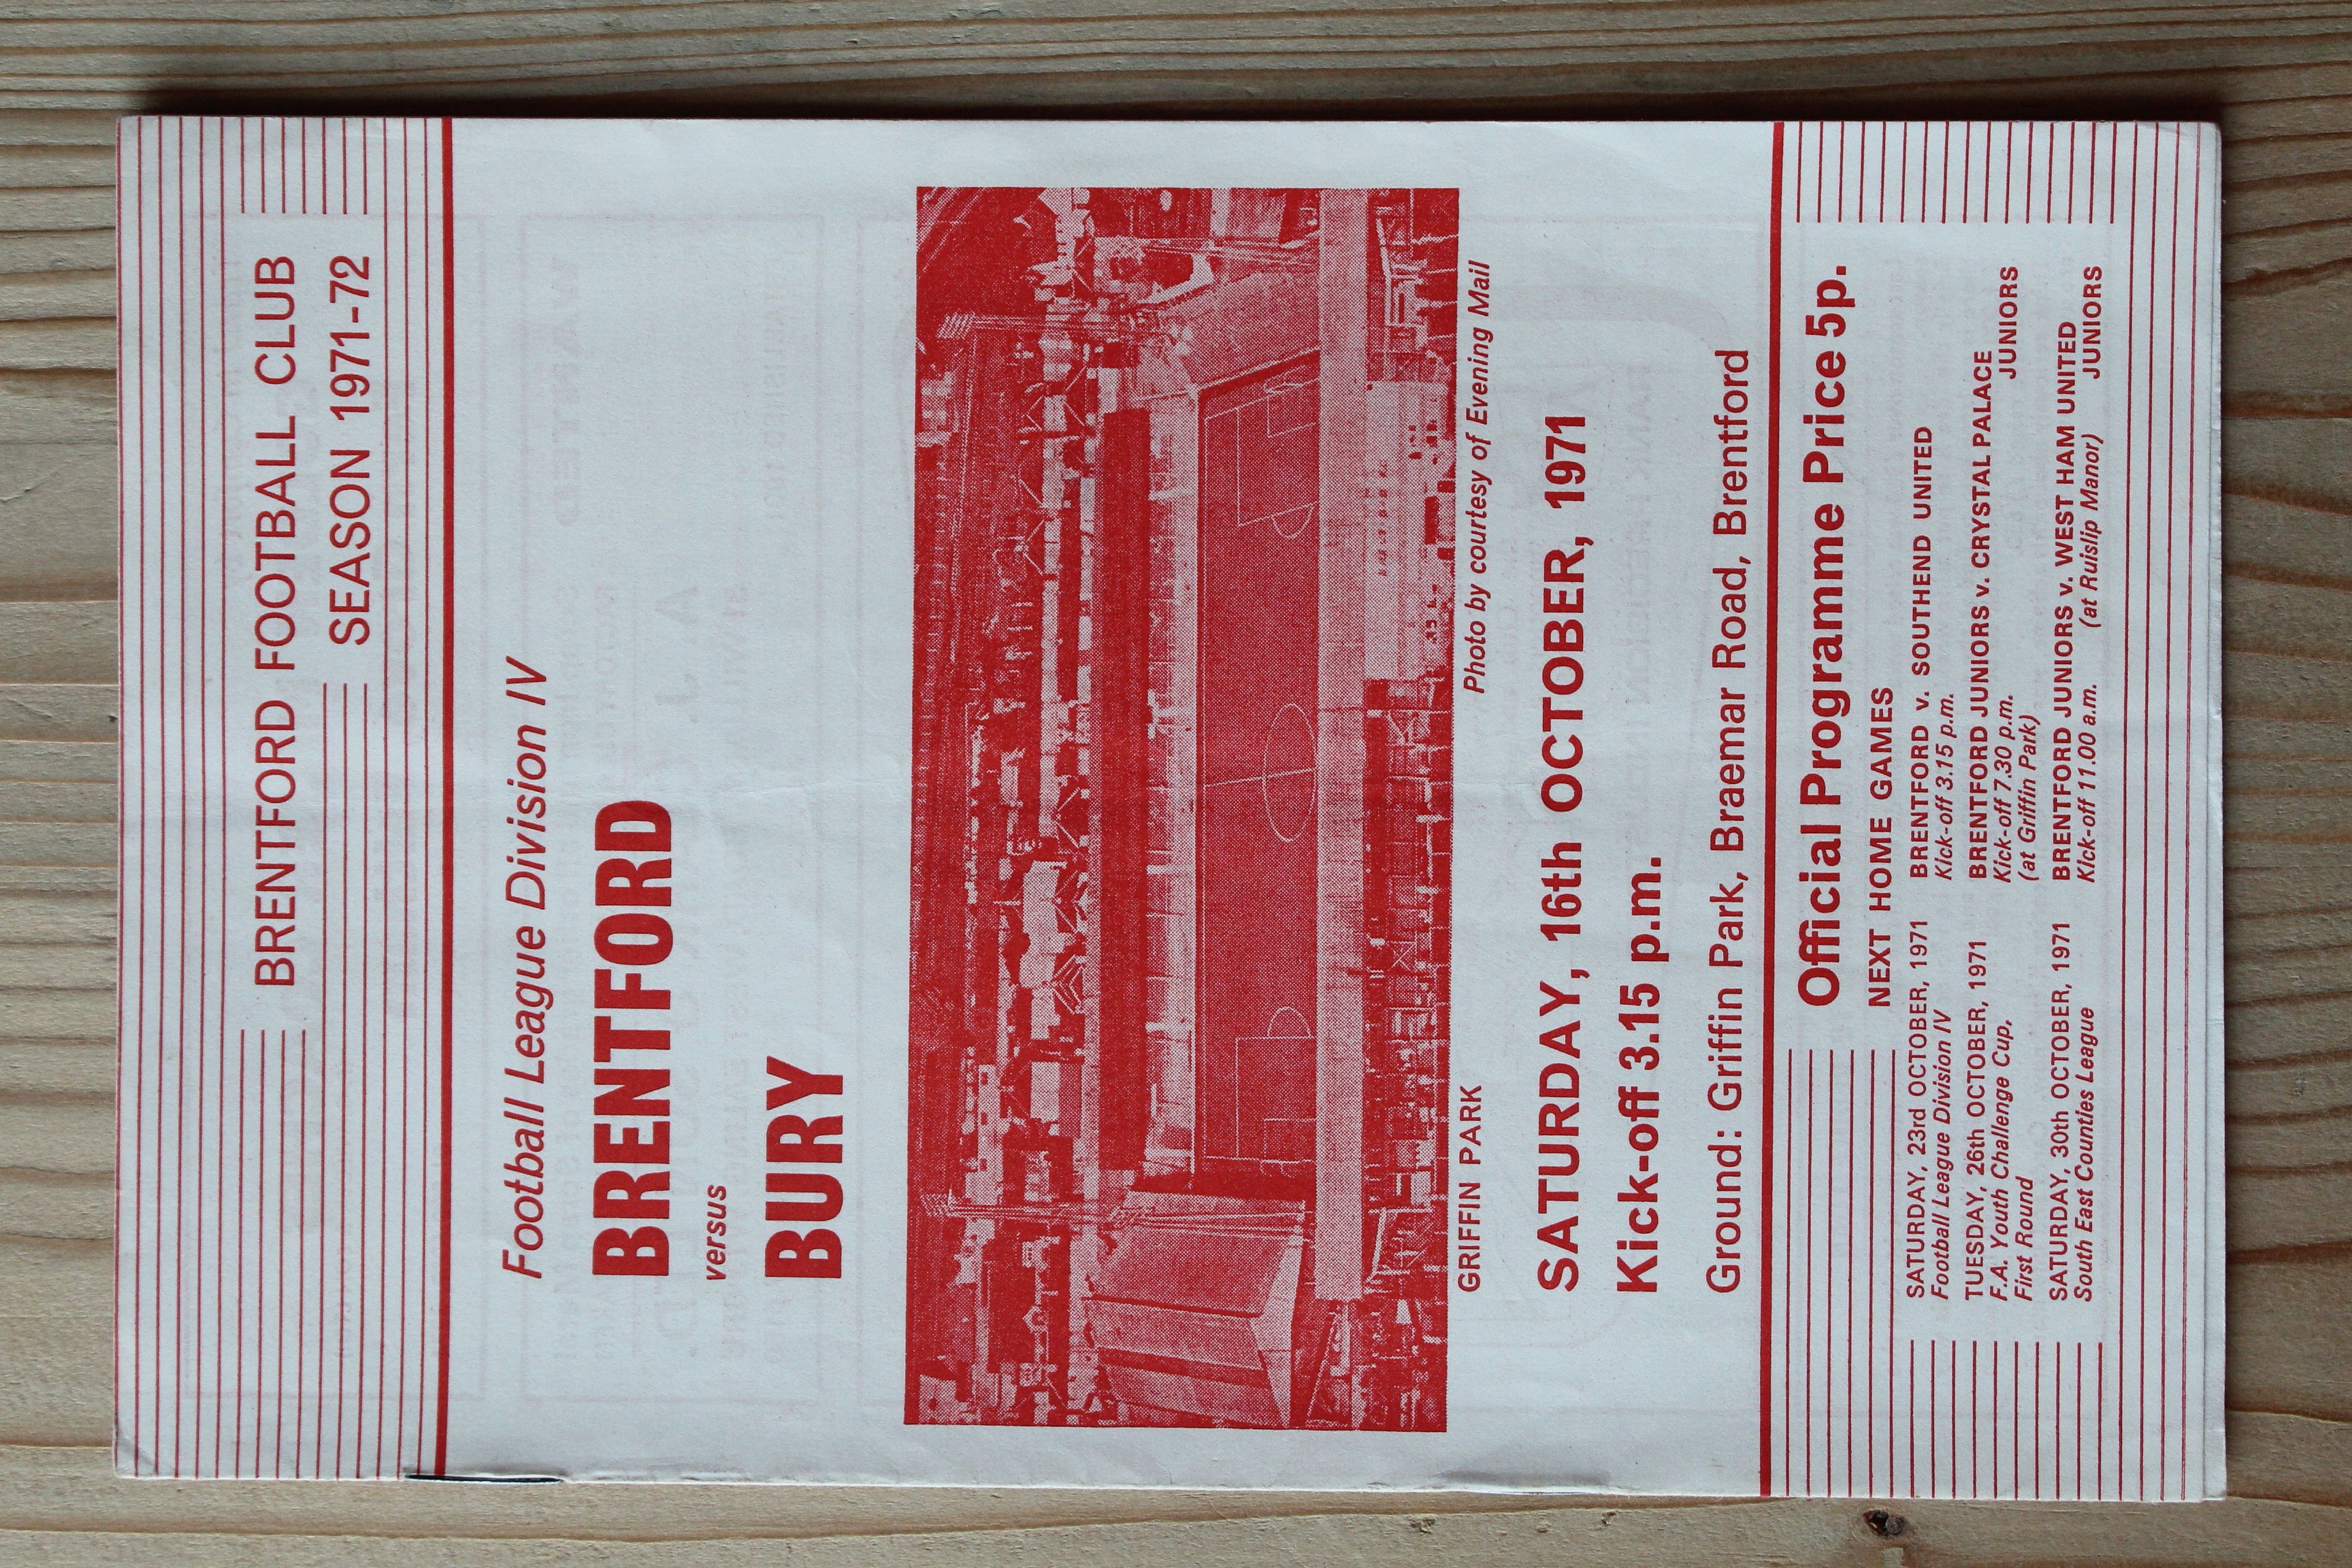 BRENTFORD FOOTBALL CLUB
SEASON 1971-72
Football League Division IV
BRENTFORD
versus
BURY
GRIFFIN PARK Photo by courtesy of Evening Mail
SATURDAY, 16th OCTOBER, 1971
Kick-off 3.15 p.m.
Ground: Griffin Park, Braemar Road, Brentford
Official Programme Price 5p.
NEXT HOME GAMES
SATURDAY, 23rd OCTOBER, 1971 BRENTFORD v. SOUTHEND UNITED
Football League Division IV Kick-off 3.15 p.m.
TUESDAY, 26th OCTOBER, 1971 BRENTFORD JUNIORS v. CRYSTAL PALACE
F.A. Youth Challenge Cup, Kick-off 7.30 p.m. JUNIORS
First Round (at Griffin Park)
SATURDAY, 30th OCTOBER, 1971 BRENTFORD JUNIORS v. WEST HAM UNITED
South East Counties League Kick-off 11.00 a.m. (at Ruislip Manor) JUNIORS